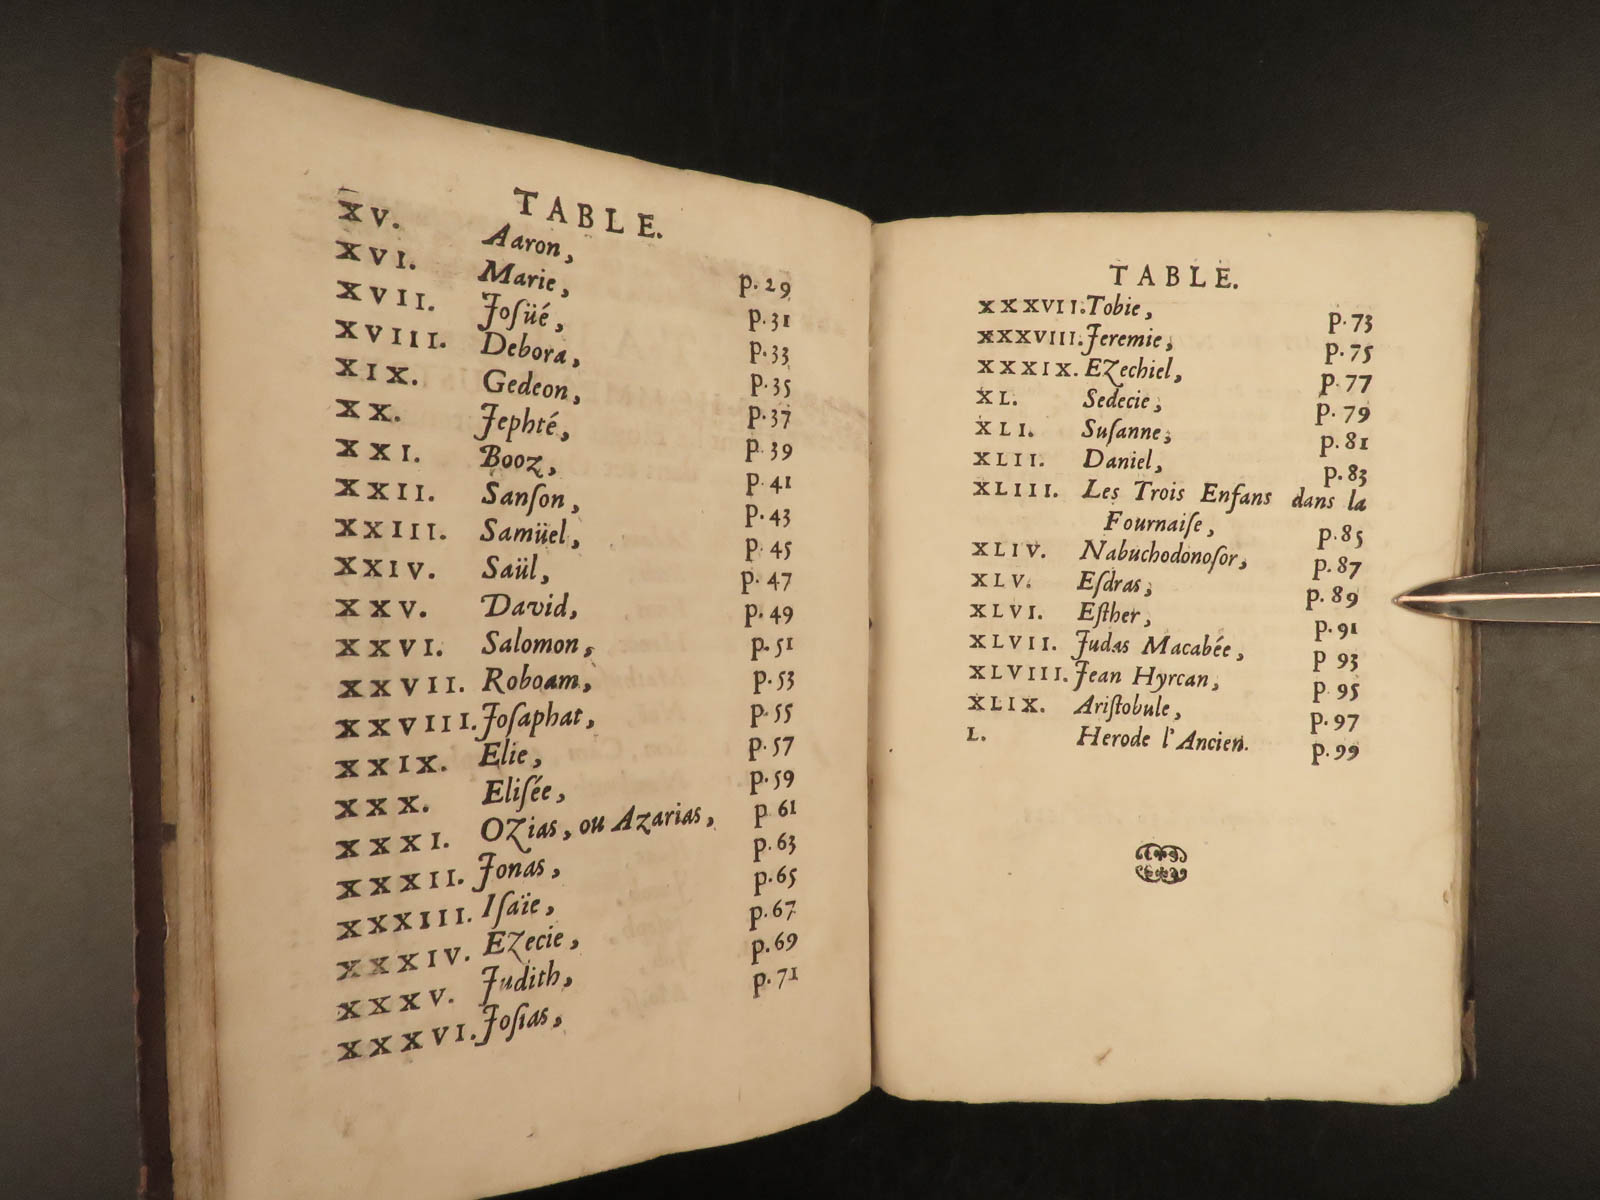 TABLE.
XV. Aaron, p. 29
XVI. Marie, p. 31
XVII. Joſüé, p. 33
XVIII. Debora, p. 35
XIX. Gedeon, p. 37
XX. Jephté, p. 39
XXI. Booz, p. 41
XXII. Sanſon, p. 43
XXIII. Samüel, p. 45
XXIV. Saül, p. 47
XXV. David, p. 49
XXVI. Salomon, p. 51
XXVII. Roboam, p. 53
XXVIII. Joſaphat, p. 55
XXIX. Elie, p. 57
XXX. Eliſée, p. 59
XXXI. OZias, ou AZarias, p 61
XXXII. Jonas, p. 63
XXXIII. Iſaïe, p. 65
XXXIV. EZecie, p. 67
XXXV. Judith, p. 69
XXXVI. Joſias, p. 71
TABLE.
XXXVII. Tobie, p. 73
XXXVIII. Jeremie, p. 75
XXXIX. EZechiel, p. 77
XL. Sedecie, p. 79
XLI. Suſanne, p. 81
XLII. Daniel, p. 83
XLIII. Les Trois Enfans dans la
Fournaiſe, p. 85
XLIV. Nabuchodonoſor, p. 87
XLV. Eſdras, p. 89
XLVI. Eſther, p. 91
XLVII. Judas Macabée, p 93
XLVIII. Jean Hyrcan, p. 95
XLIX. Ariſtobule, p. 97
L. Herode l'Ancien. p. 99